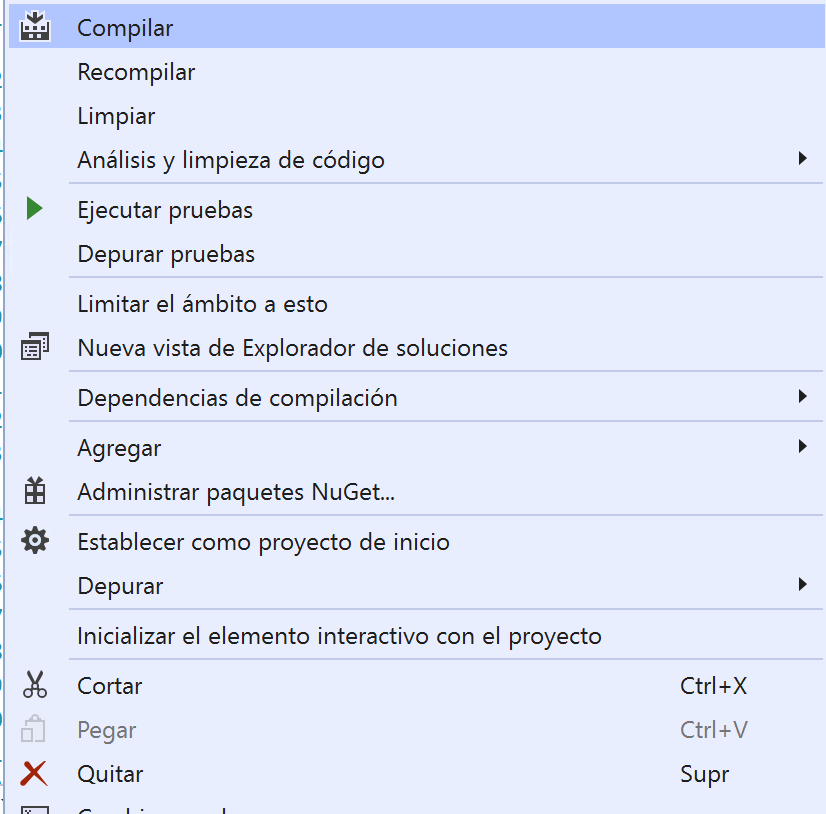 Compilar
Recompilar
Limpiar
Análisis y limpieza de código
Ejecutar pruebas
Depurar pruebas
Limitar el ámbito a esto
Nueva vista de Explorador de soluciones
Dependencias de compilación
Agregar
Administrar paquetes NuGet...
Establecer como proyecto de inicio
Depurar
Inicializar el elemento interactivo con el proyecto
Cortar Ctrl+X
Pegar Ctrl+V
Quitar Supr